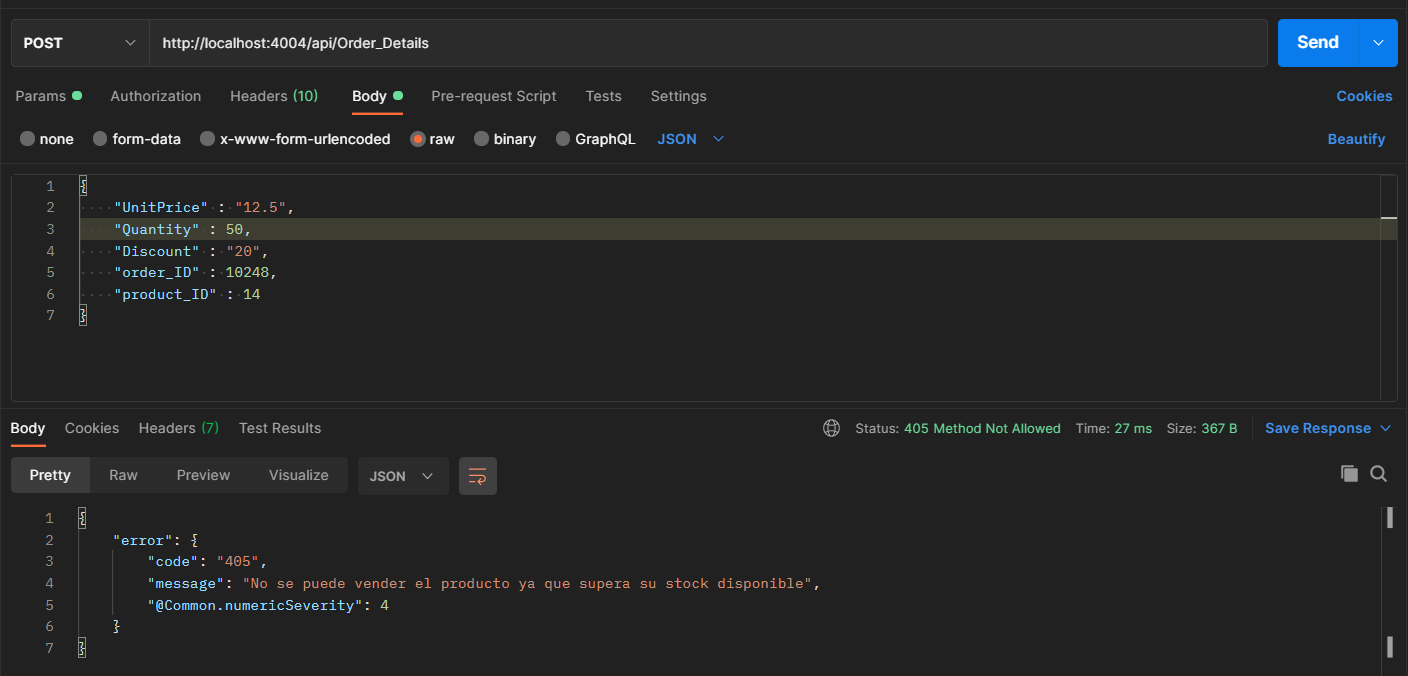 POST http://localhost:4004/api/Order_Details Send
Params Authorization Headers (10) Body Pre-request Script Tests Settings Cookies
none form-data x-www-form-urlencoded raw binary GraphQL JSON Beautify
1 {
2 ····"UnitPrice"·:·"12.5",
3 ····"Quantity"·:·50,
4 ····"Discount"·:·"20",
5 ····"order_ID"·:·10248,
6 ····"product_ID"·:·14
7 }
Body Cookies Headers (7) Test Results Status: 405 Method Not Allowed Time: 27 ms Size: 367 B Save Response
Pretty Raw Preview Visualize JSON
1 {
2 "error": {
3 "code": "405",
4 "message": "No se puede vender el producto ya que supera su stock disponible",
5 "@Common.numericSeverity": 4
6 }
7 }